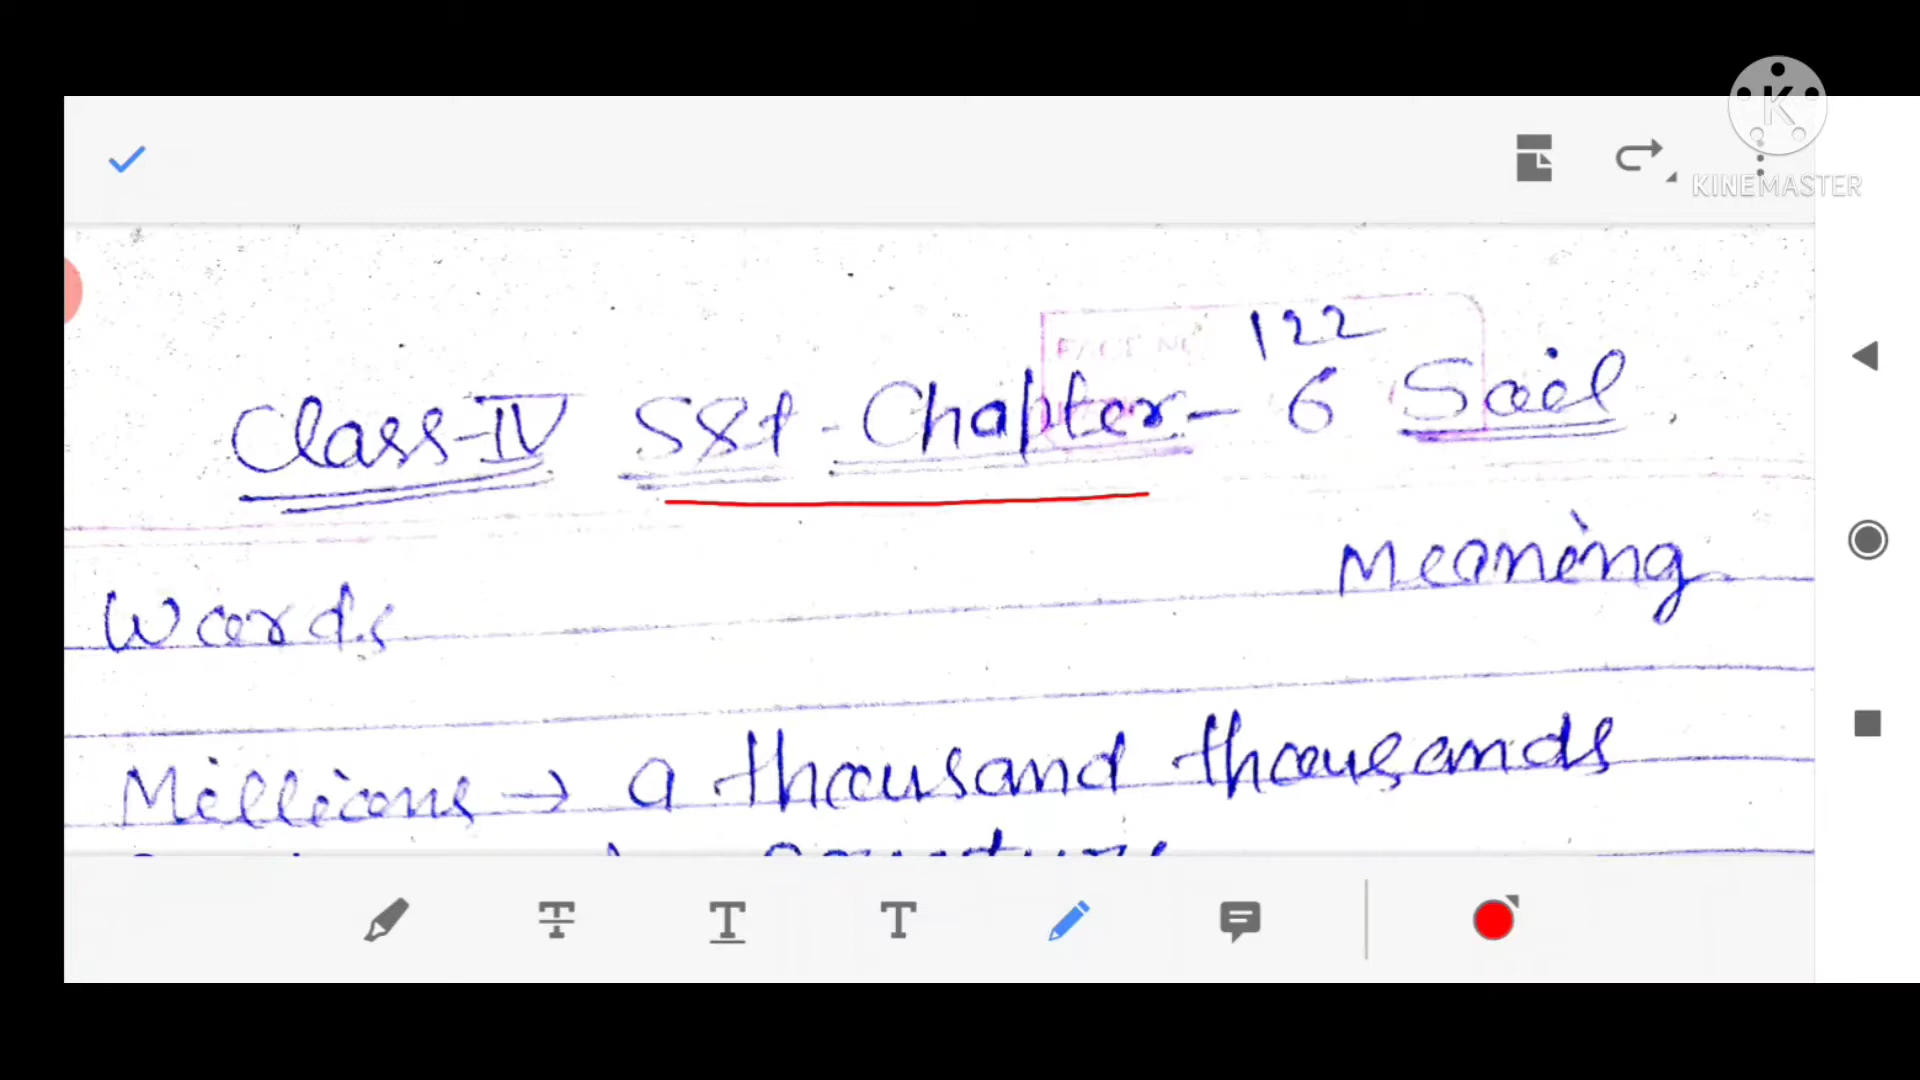 KINEMASTER
122
Class-IV SSt - Chapter - 6 Soil
Words Meaning
Millions → a thousand thousands